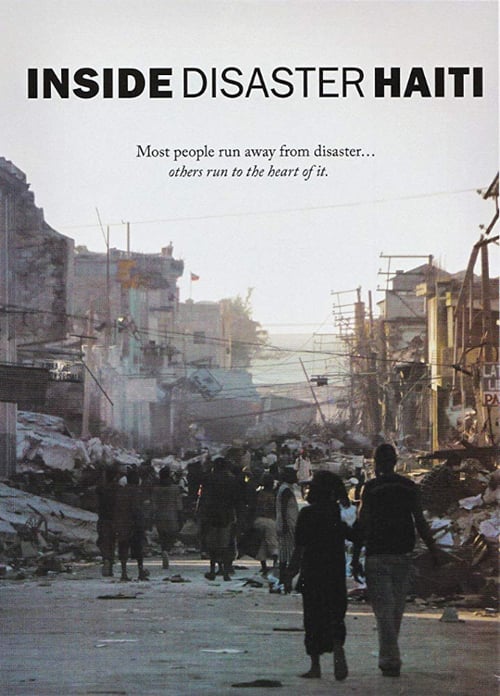 INSIDE DISASTER HAITI
Most people run away from disaster…
others run to the heart of it.